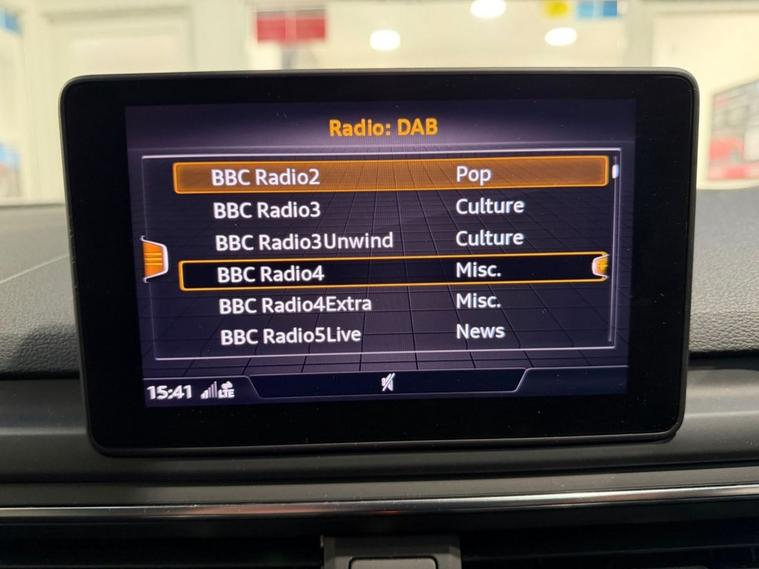 Radio: DAB
BBC Radio2 Pop
BBC Radio3 Culture
BBC Radio3Unwind Culture
BBC Radio4 Misc.
BBC Radio4Extra Misc.
BBC Radio5Live News
15:41 LTE